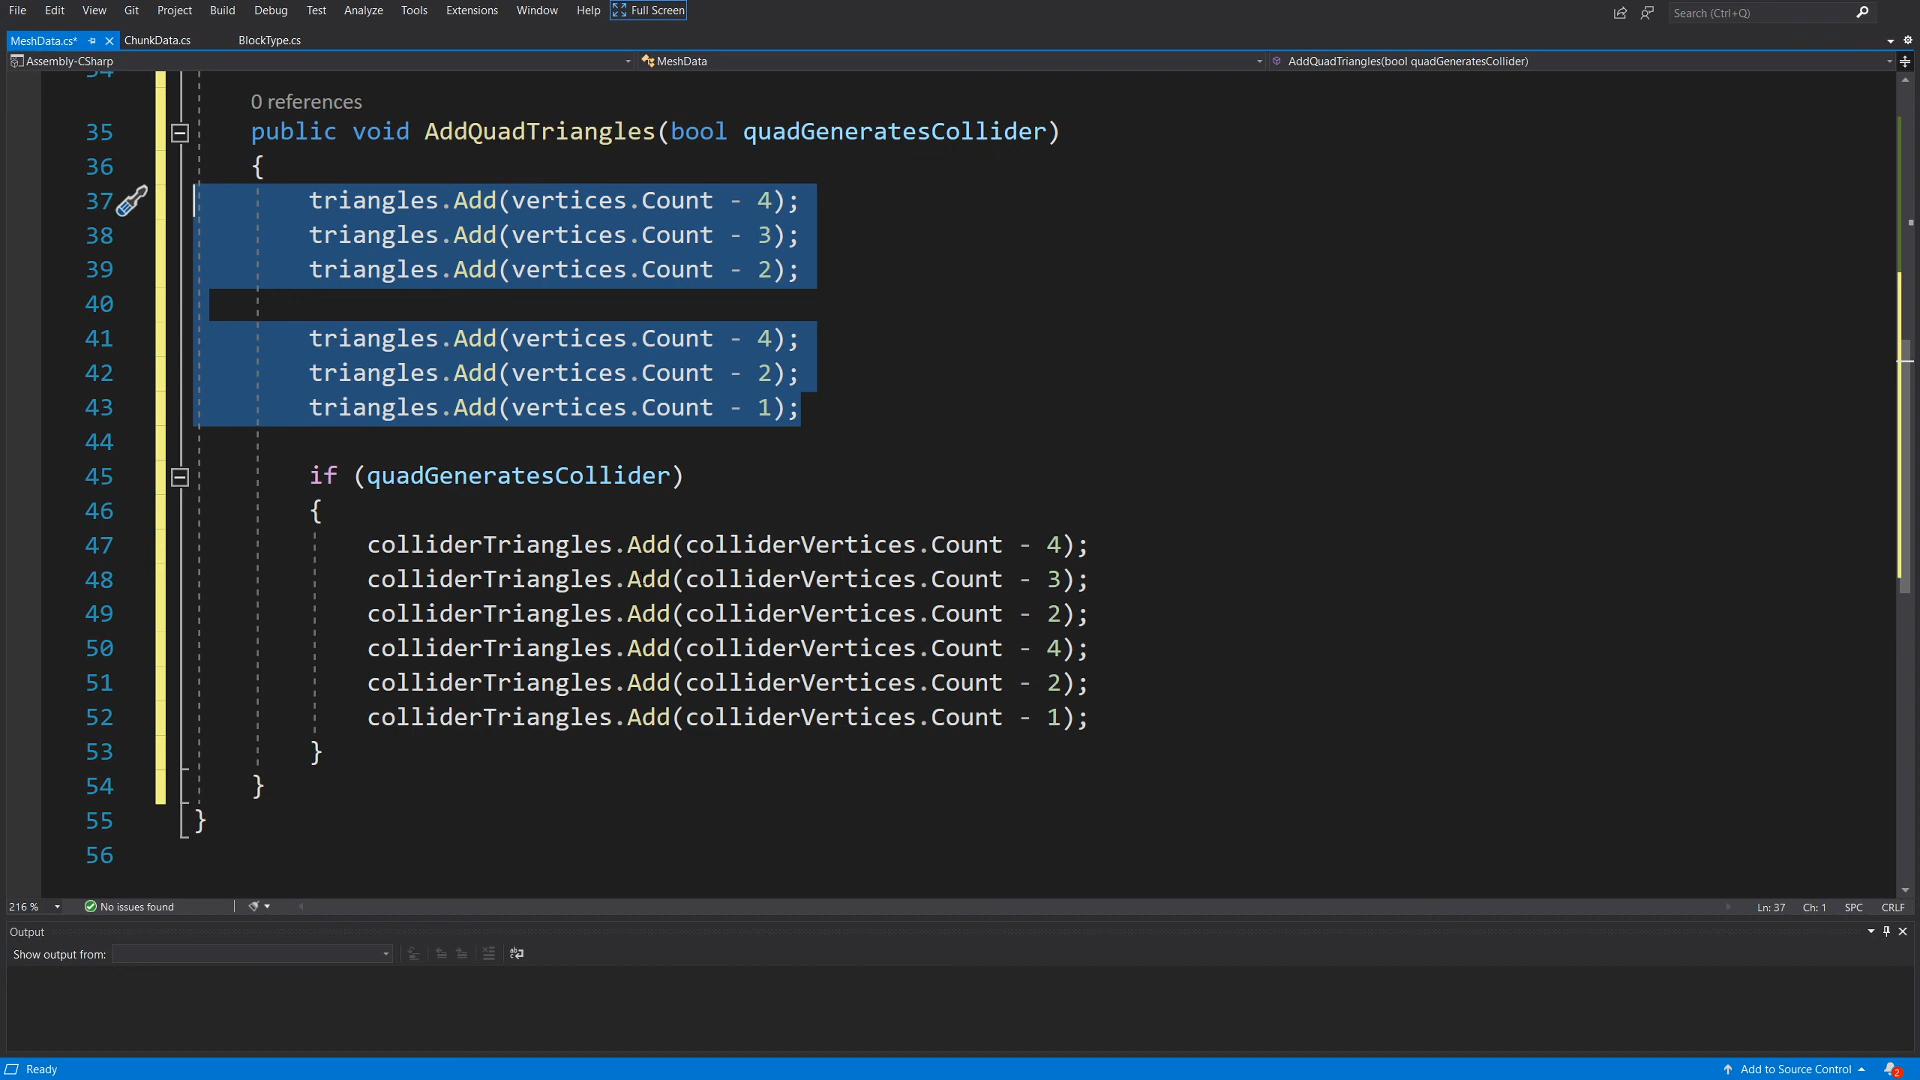 File Edit View Git Project Build Debug Test Analyze Tools Extensions Window Help Full Screen Search (Ctrl+Q)
MeshData.cs* ChunkData.cs BlockType.cs
Assembly-CSharp MeshData AddQuadTriangles(bool quadGeneratesCollider)
34
0 references
35 public void AddQuadTriangles(bool quadGeneratesCollider)
36 {
37 triangles.Add(vertices.Count - 4);
38 triangles.Add(vertices.Count - 3);
39 triangles.Add(vertices.Count - 2);
40
41 triangles.Add(vertices.Count - 4);
42 triangles.Add(vertices.Count - 2);
43 triangles.Add(vertices.Count - 1);
44
45 if (quadGeneratesCollider)
46 {
47 colliderTriangles.Add(colliderVertices.Count - 4);
48 colliderTriangles.Add(colliderVertices.Count - 3);
49 colliderTriangles.Add(colliderVertices.Count - 2);
50 colliderTriangles.Add(colliderVertices.Count - 4);
51 colliderTriangles.Add(colliderVertices.Count - 2);
52 colliderTriangles.Add(colliderVertices.Count - 1);
53 }
54 }
55 }
56
216 % No issues found Ln: 37 Ch: 1 SPC CRLF
Output
Show output from:
Ready Add to Source Control 2